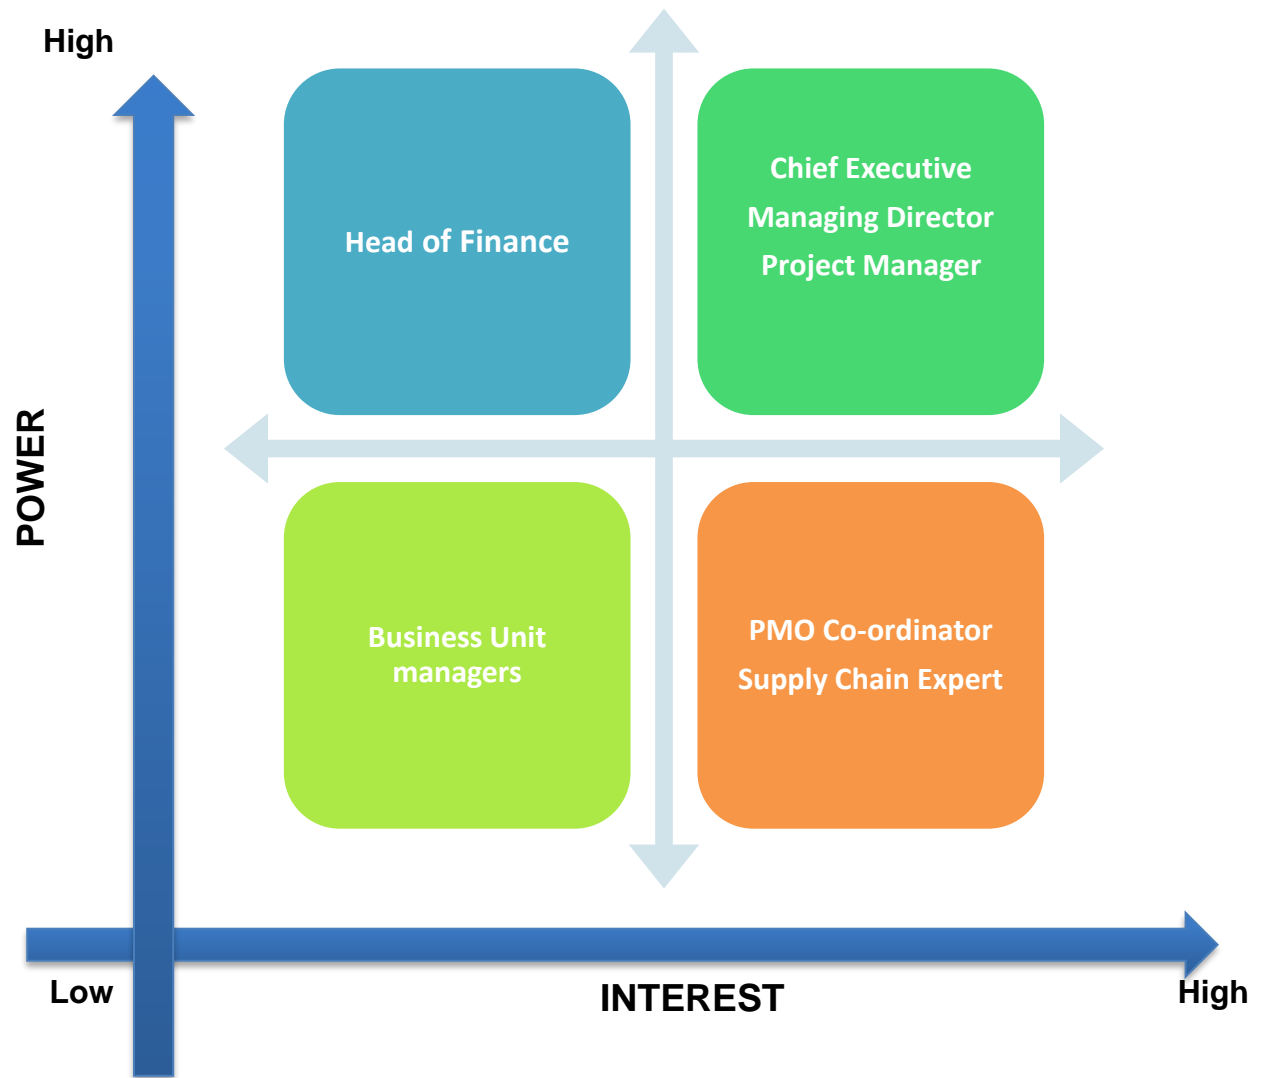 High
Head of Finance
Chief Executive
Managing Director
Project Manager
POWER
Business Unit
managers
PMO Co-ordinator
Supply Chain Expert
Low
INTEREST
High